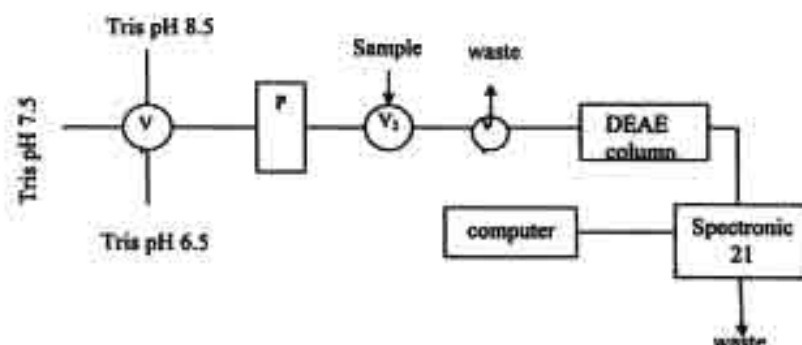 Tris pH 8.5
Sample
waste
Tris pH 7.5
V
P
V₂
DEAE
column
Tris pH 6.5
computer
Spectronic
21
waste